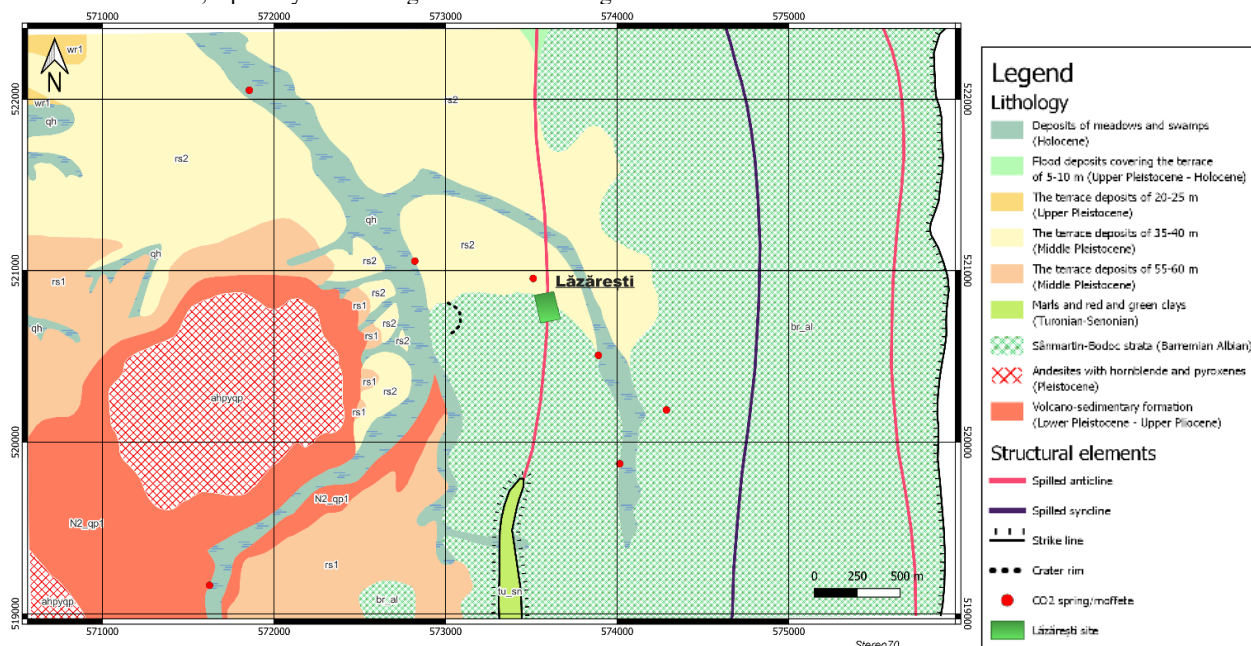 571000 572000 573000 574000 575000
N
wr1
522000
522000
wr1
rs2
qh
rs2
qh
rs2
qh
rs2
521000
521000
rs1
Lăzărești
rs2
rs1
qh
rs2
rs1
rs2
br_al
rs1
rs2
ahpyqp
rs1
520000
520000
N2_qp1
N2_qp1
rs1
0 250 500 m
ahpyqp
br_al
tu_sn
519000
519000
571000 572000 573000 574000 575000
Stereo70
Legend
Lithology
Deposits of meadows and swamps
(Holocene)
Flood deposits covering the terrace
of 5-10 m (Upper Pleistocene - Holocene)
The terrace deposits of 20-25 m
(Upper Pleistocene)
The terrace deposits of 35-40 m
(Middle Pleistocene)
The terrace deposits of 55-60 m
(Middle Pleistocene)
Marls and red and green clays
(Turonian-Senonian)
Sânmartin-Bodoc strata (Barremian Albian)
Andesites with hornblende and pyroxenes
(Pleistocene)
Volcano-sedimentary formation
(Lower Pleistocene - Upper Pliocene)
Structural elements
Spilled anticline
Spilled syncline
Strike line
Crater rim
CO2 spring/moffete
Lăzărești site